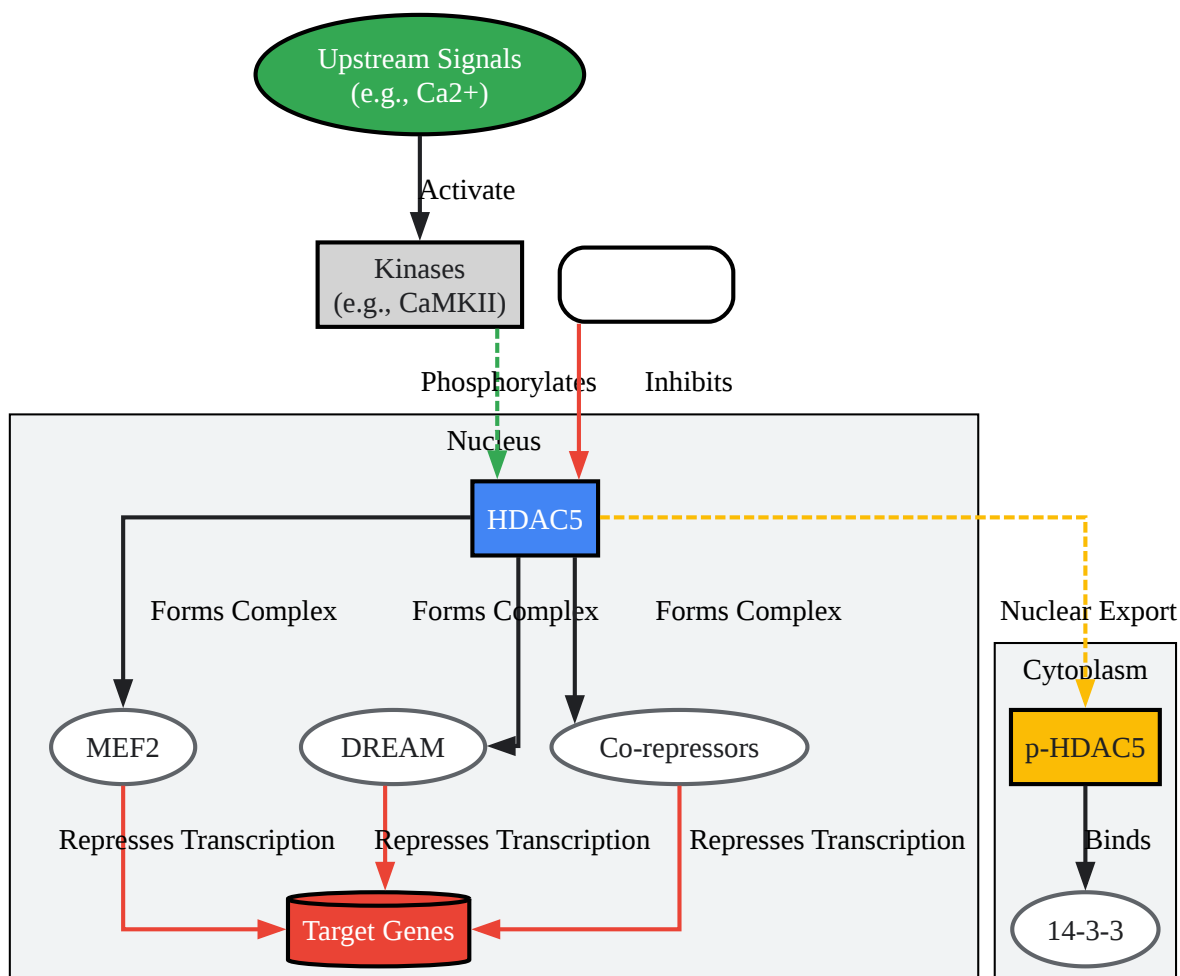 Upstream Signals
(e.g., Ca2+)
Activate
Kinases
(e.g., CaMKII)
Phosphorylates
Inhibits
Nucleus
HDAC5
Forms Complex
Forms Complex
Forms Complex
Nuclear Export
Cytoplasm
MEF2
DREAM
Co-repressors
p-HDAC5
Represses Transcription
Represses Transcription
Represses Transcription
Binds
Target Genes
14-3-3